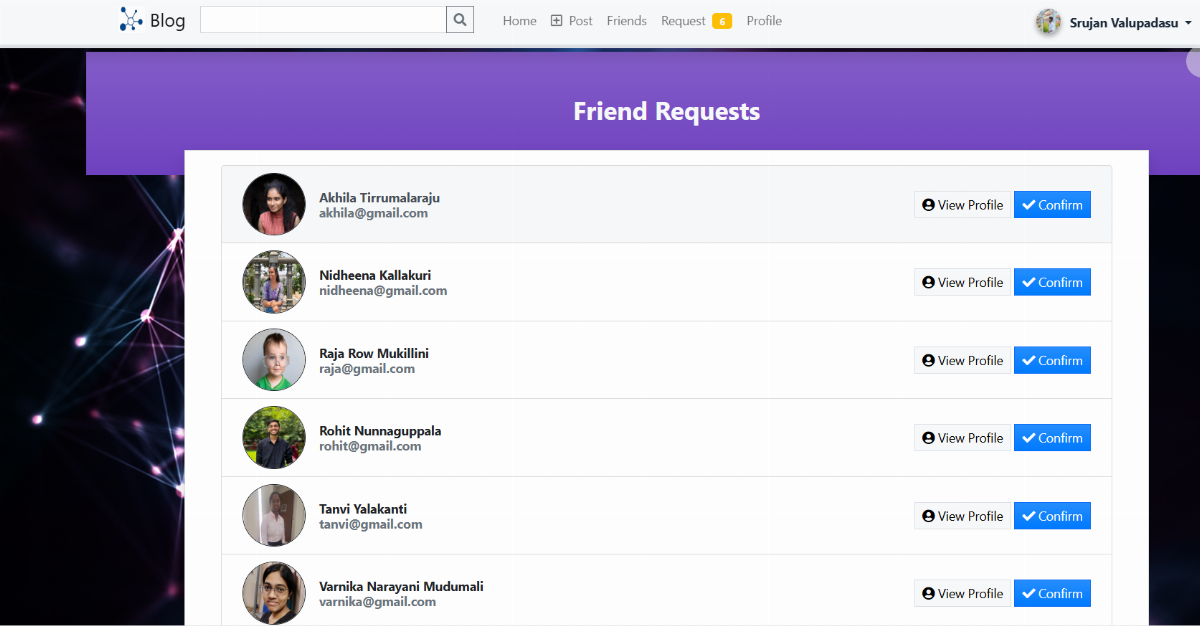 Blog Home Post Friends Request 6 Profile Srujan Valupadasu
Friend Requests
Akhila Tirrumalaraju
akhila@gmail.com
View Profile Confirm
Nidheena Kallakuri
nidheena@gmail.com
View Profile Confirm
Raja Row Mukillini
raja@gmail.com
View Profile Confirm
Rohit Nunnaguppala
rohit@gmail.com
View Profile Confirm
Tanvi Yalakanti
tanvi@gmail.com
View Profile Confirm
Varnika Narayani Mudumali
varnika@gmail.com
View Profile Confirm